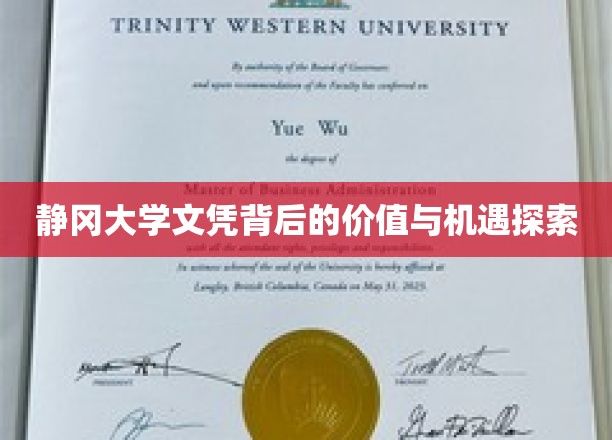 TRINITY WESTERN UNIVERSITY
By authority of the Board of Governors
and upon recommendation of the Faculty has conferred on
Yue Wu
the degree of
Master of Business Administration
静冈大学文凭背后的价值与机遇探索
with all the attendant rights, privileges and responsibilities.
In witness whereof the seal of the University is hereby affixed at
Langley, British Columbia, Canada on May 31, 2025
PRESIDENT
PROVOST